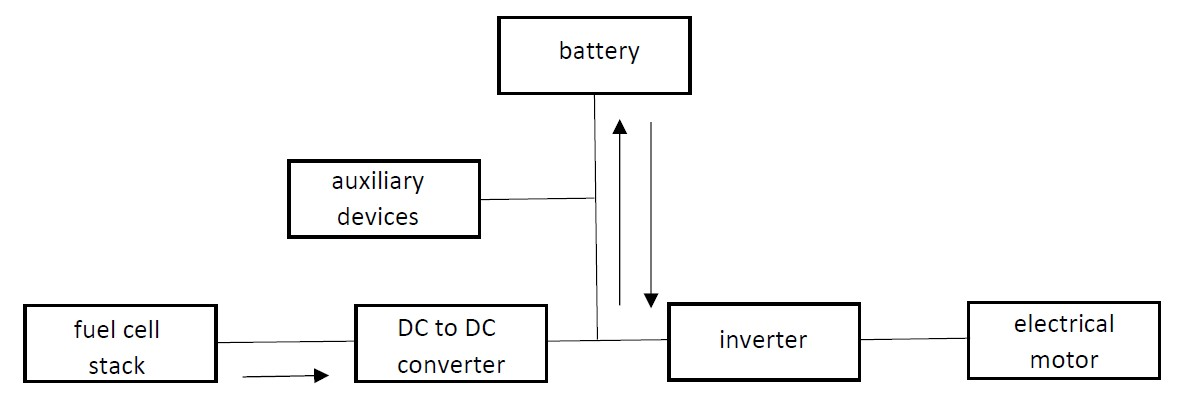 battery
auxiliary
devices
fuel cell
stack
DC to DC
converter
inverter
electrical
motor